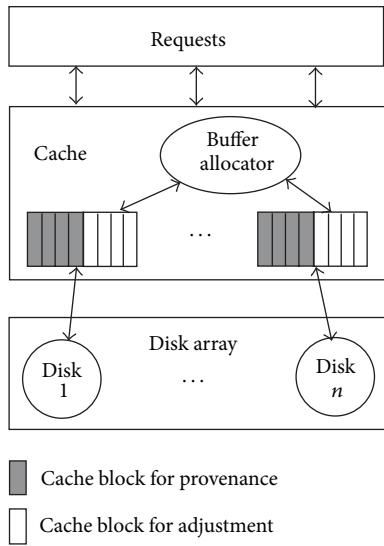 Requests
Cache
Buffer
allocator
...
Disk array
Disk
1
...
Disk
n
Cache block for provenance
Cache block for adjustment